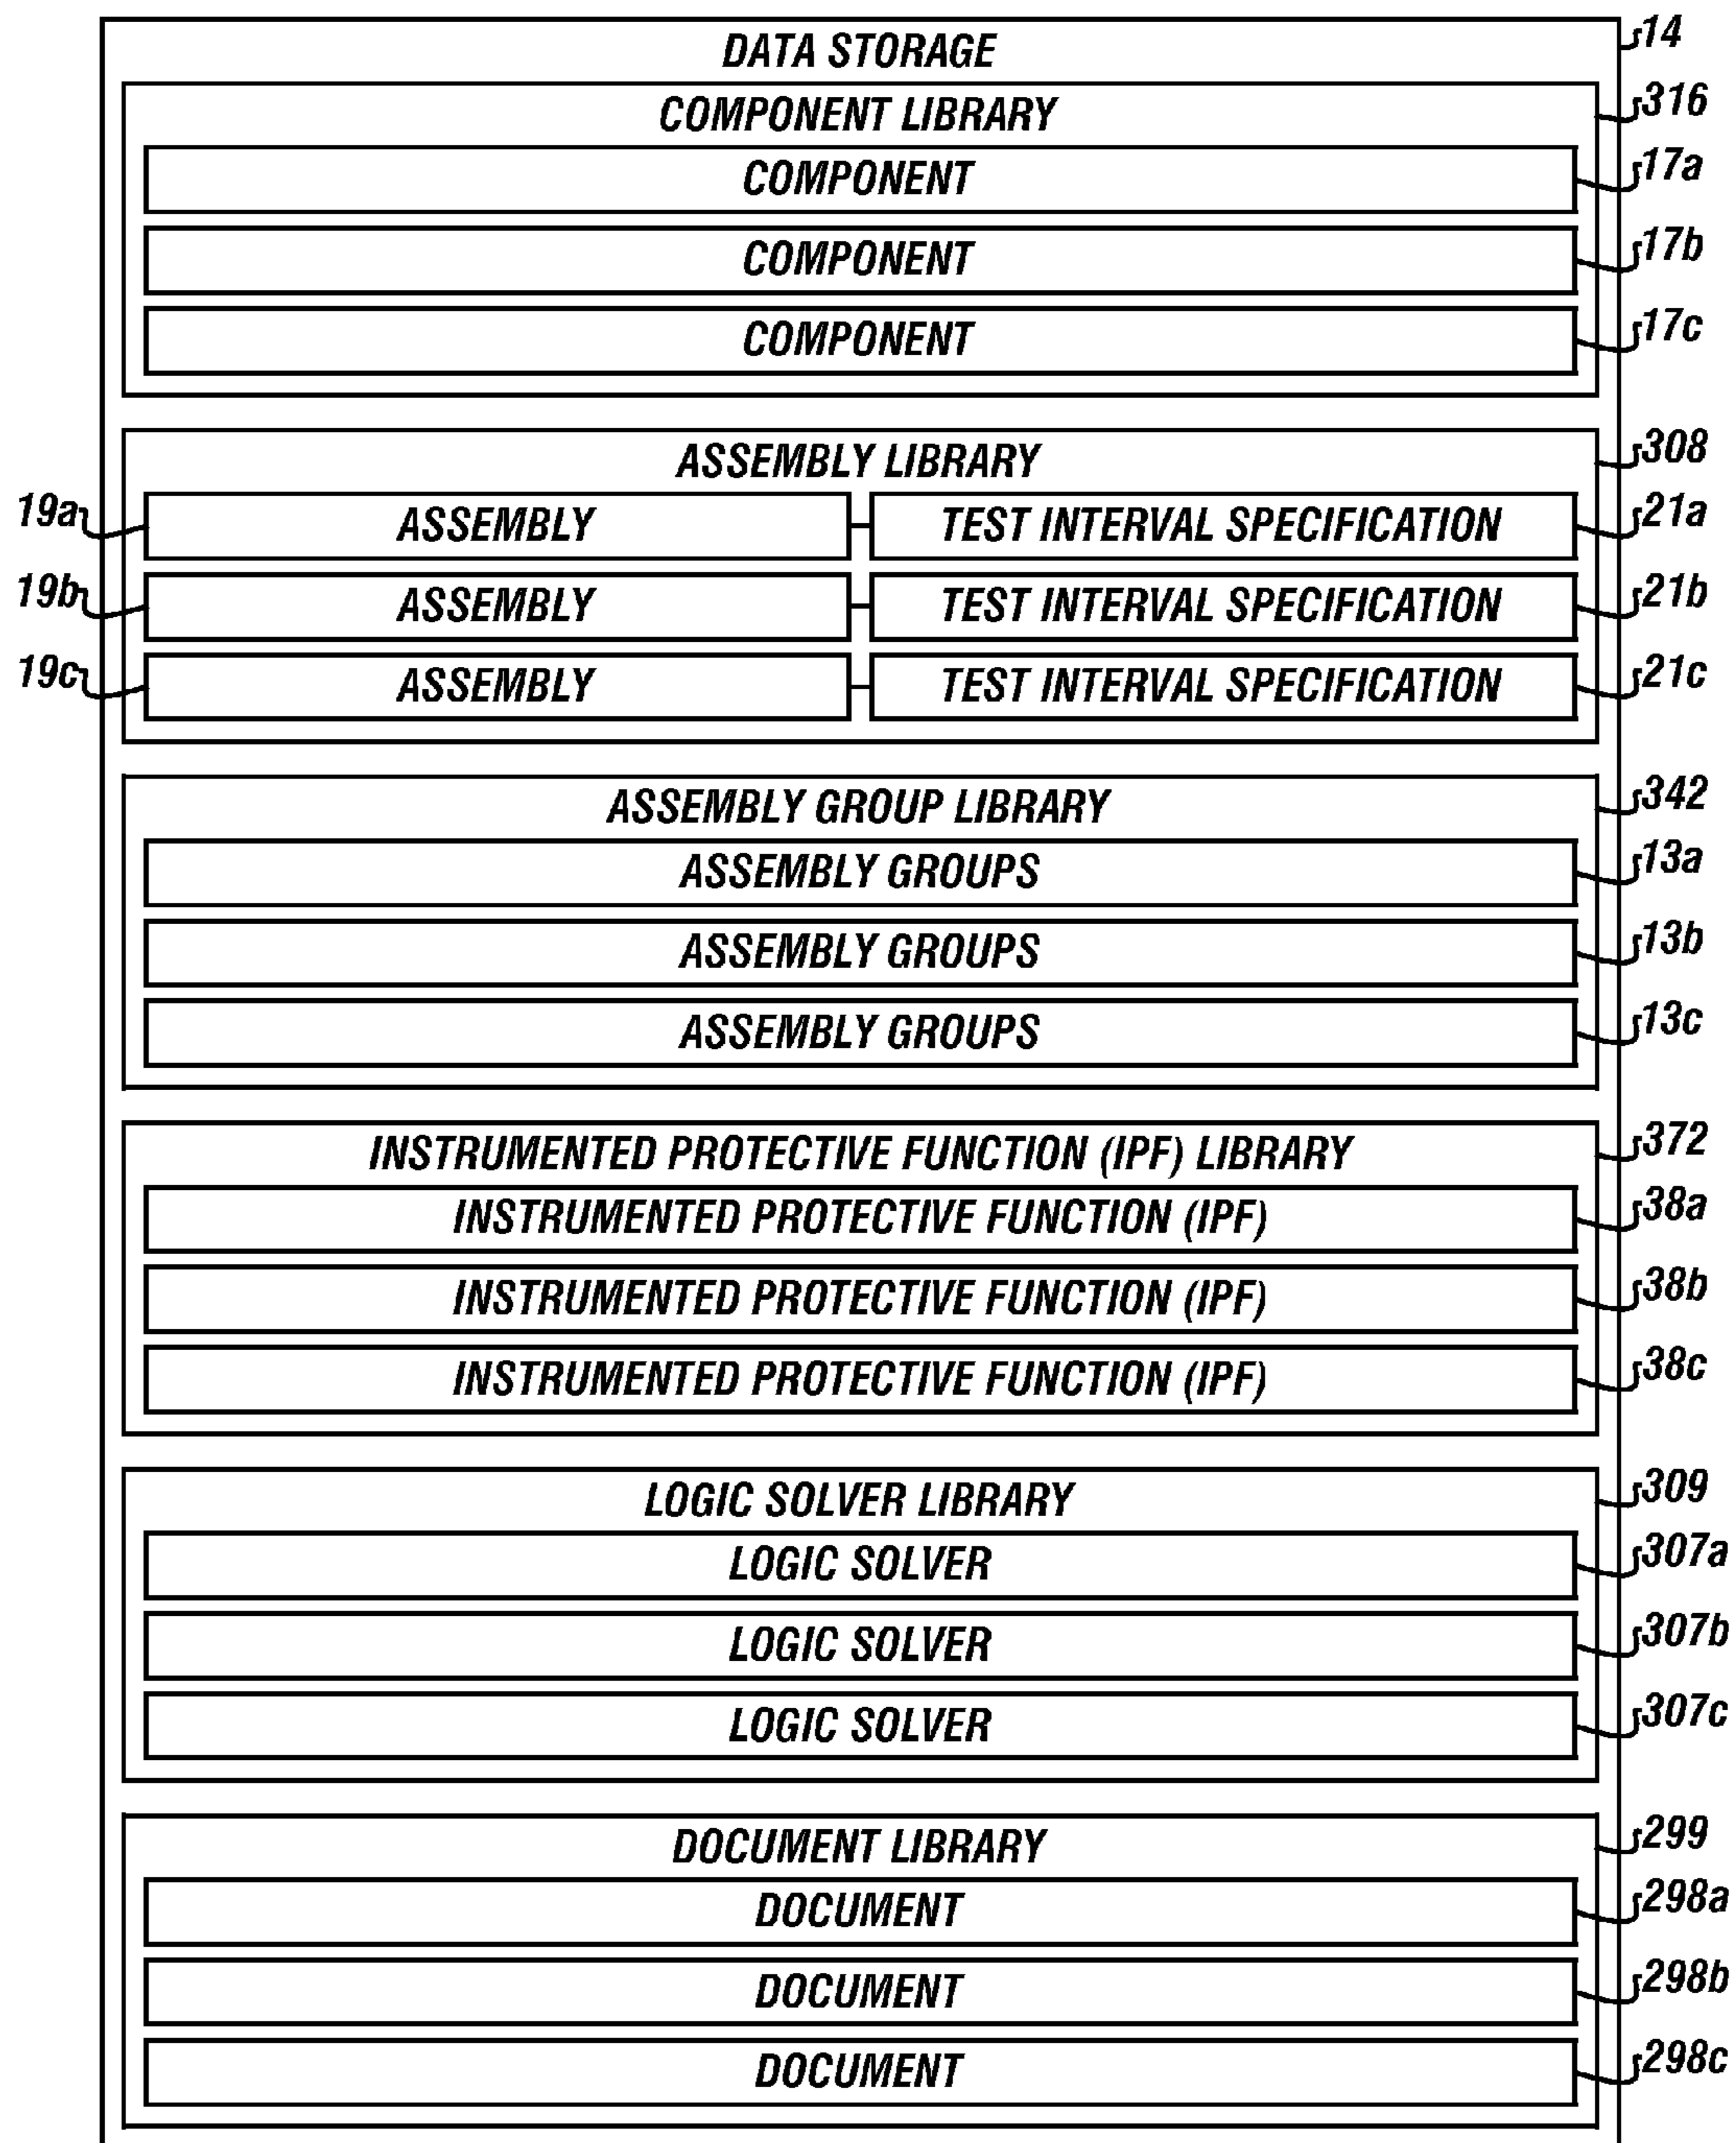 DATA STORAGE 14
COMPONENT LIBRARY 316
COMPONENT 17a
COMPONENT 17b
COMPONENT 17c
ASSEMBLY LIBRARY 308
19a ASSEMBLY TEST INTERVAL SPECIFICATION 21a
19b ASSEMBLY TEST INTERVAL SPECIFICATION 21b
19c ASSEMBLY TEST INTERVAL SPECIFICATION 21c
ASSEMBLY GROUP LIBRARY 342
ASSEMBLY GROUPS 13a
ASSEMBLY GROUPS 13b
ASSEMBLY GROUPS 13c
INSTRUMENTED PROTECTIVE FUNCTION (IPF) LIBRARY 372
INSTRUMENTED PROTECTIVE FUNCTION (IPF) 38a
INSTRUMENTED PROTECTIVE FUNCTION (IPF) 38b
INSTRUMENTED PROTECTIVE FUNCTION (IPF) 38c
LOGIC SOLVER LIBRARY 309
LOGIC SOLVER 307a
LOGIC SOLVER 307b
LOGIC SOLVER 307c
DOCUMENT LIBRARY 299
DOCUMENT 298a
DOCUMENT 298b
DOCUMENT 298c